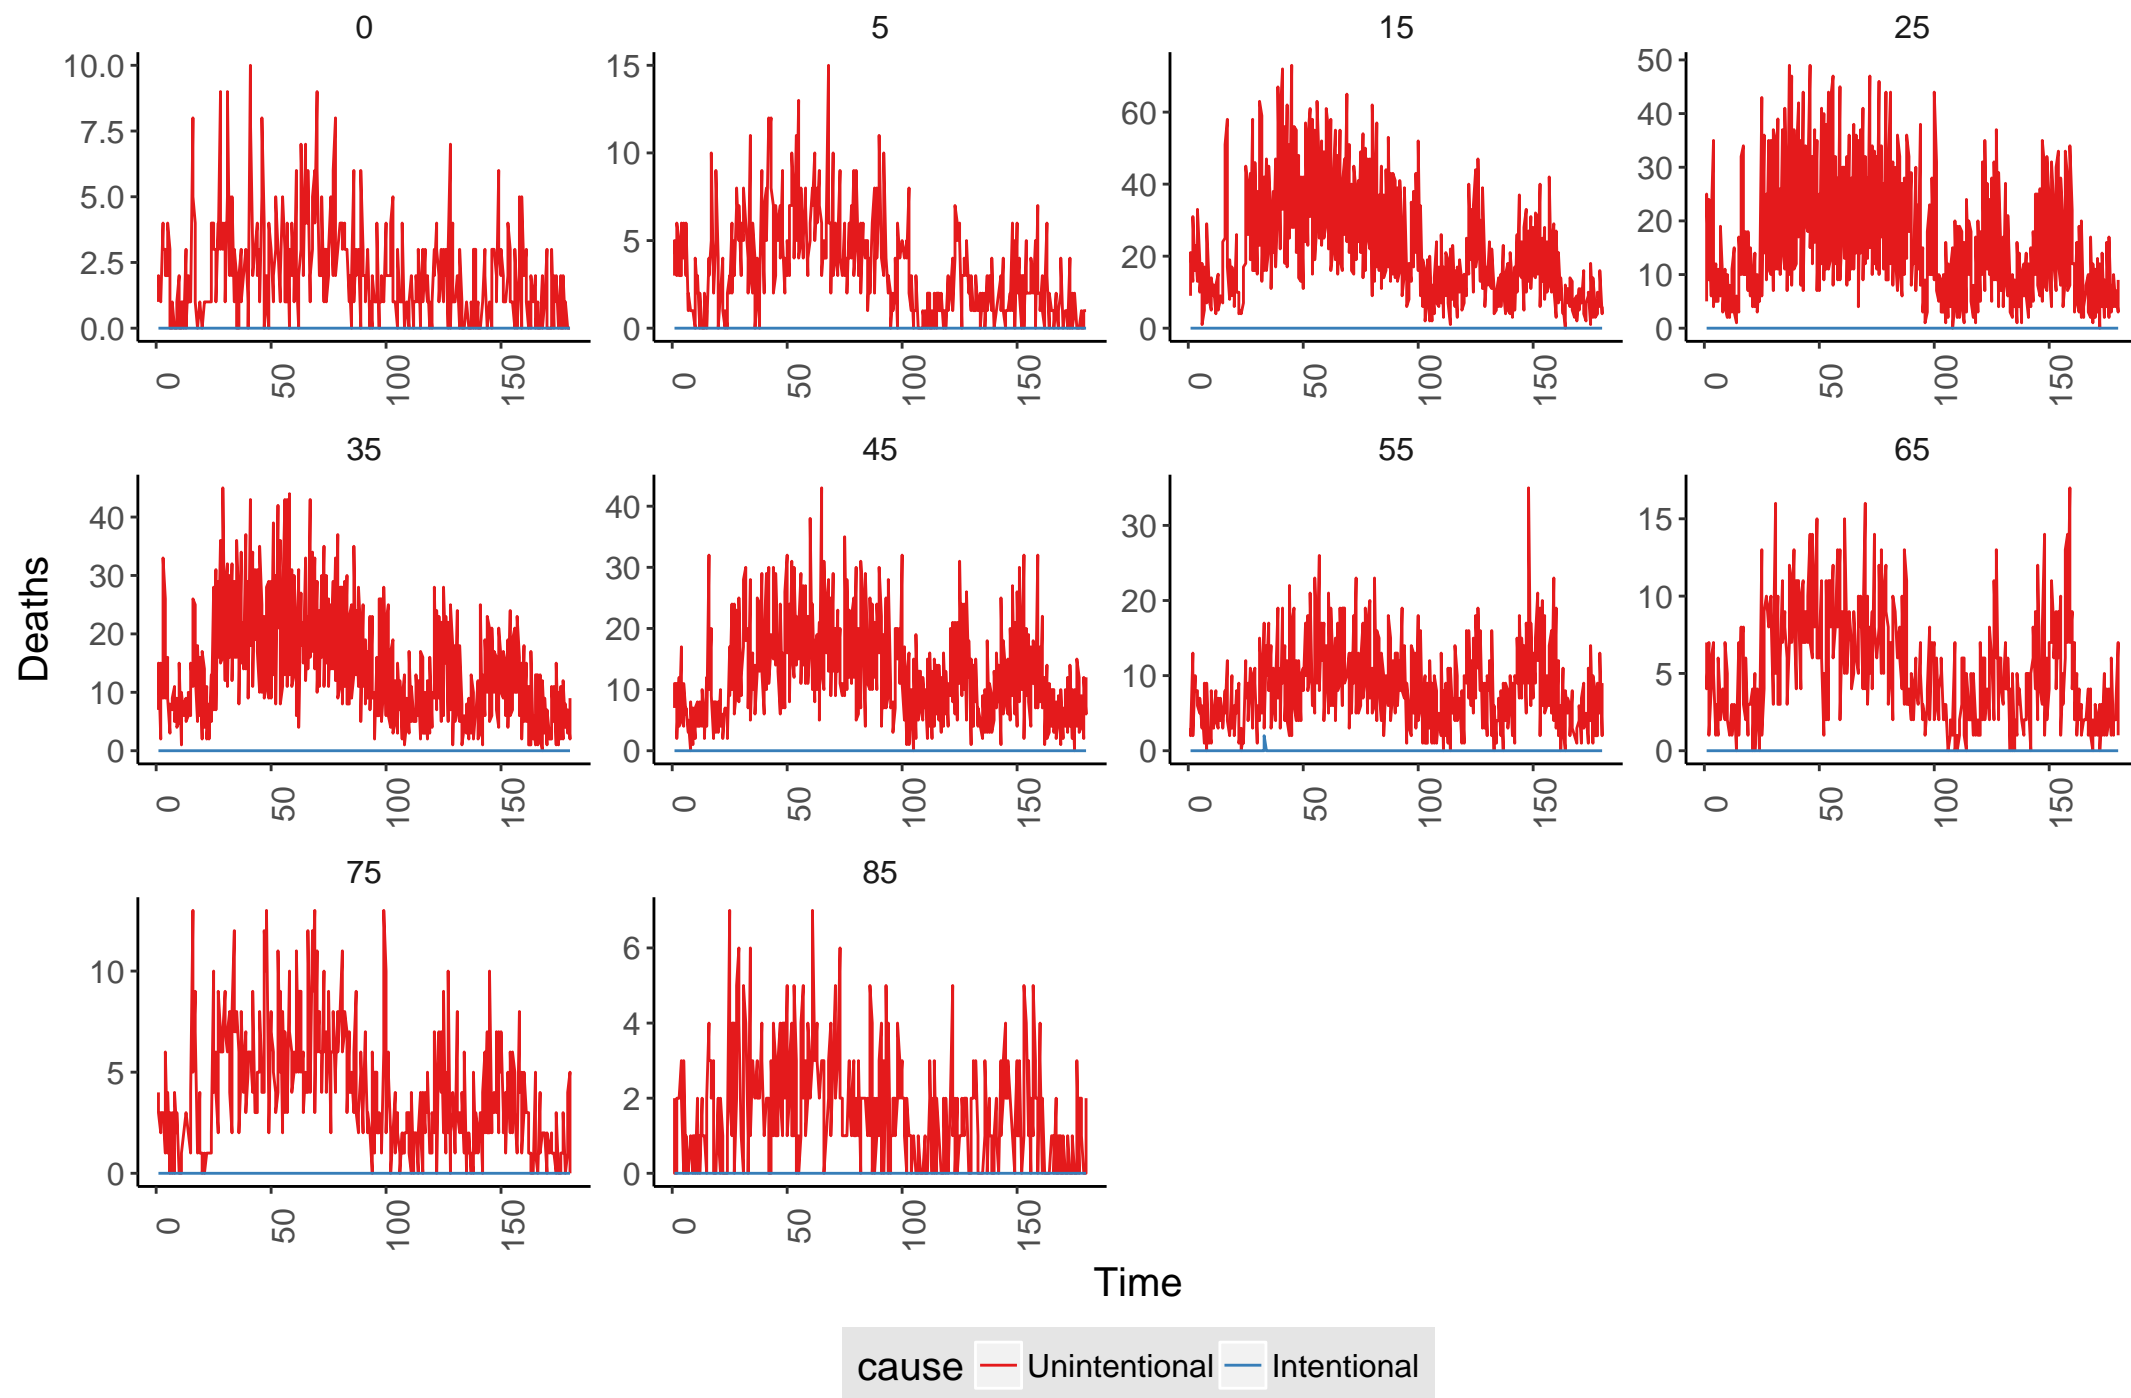 0 5 15 25
10.0 15 60 50
7.5 10 40 40
5.0 5 20 30
2.5 0 0 20
0.0 10
0
0 50 100 150 0 50 100 150 0 50 100 150 0 50 100 150
35 45 55 65
40 40 30 15
30 30 20 10
20 20 10 5
10 10 0 0
0 0
0 50 100 150 0 50 100 150 0 50 100 150 0 50 100 150
75 85
10 6
5 4
0 2
0
0 50 100 150 0 50 100 150
Deaths
Time
cause Unintentional Intentional